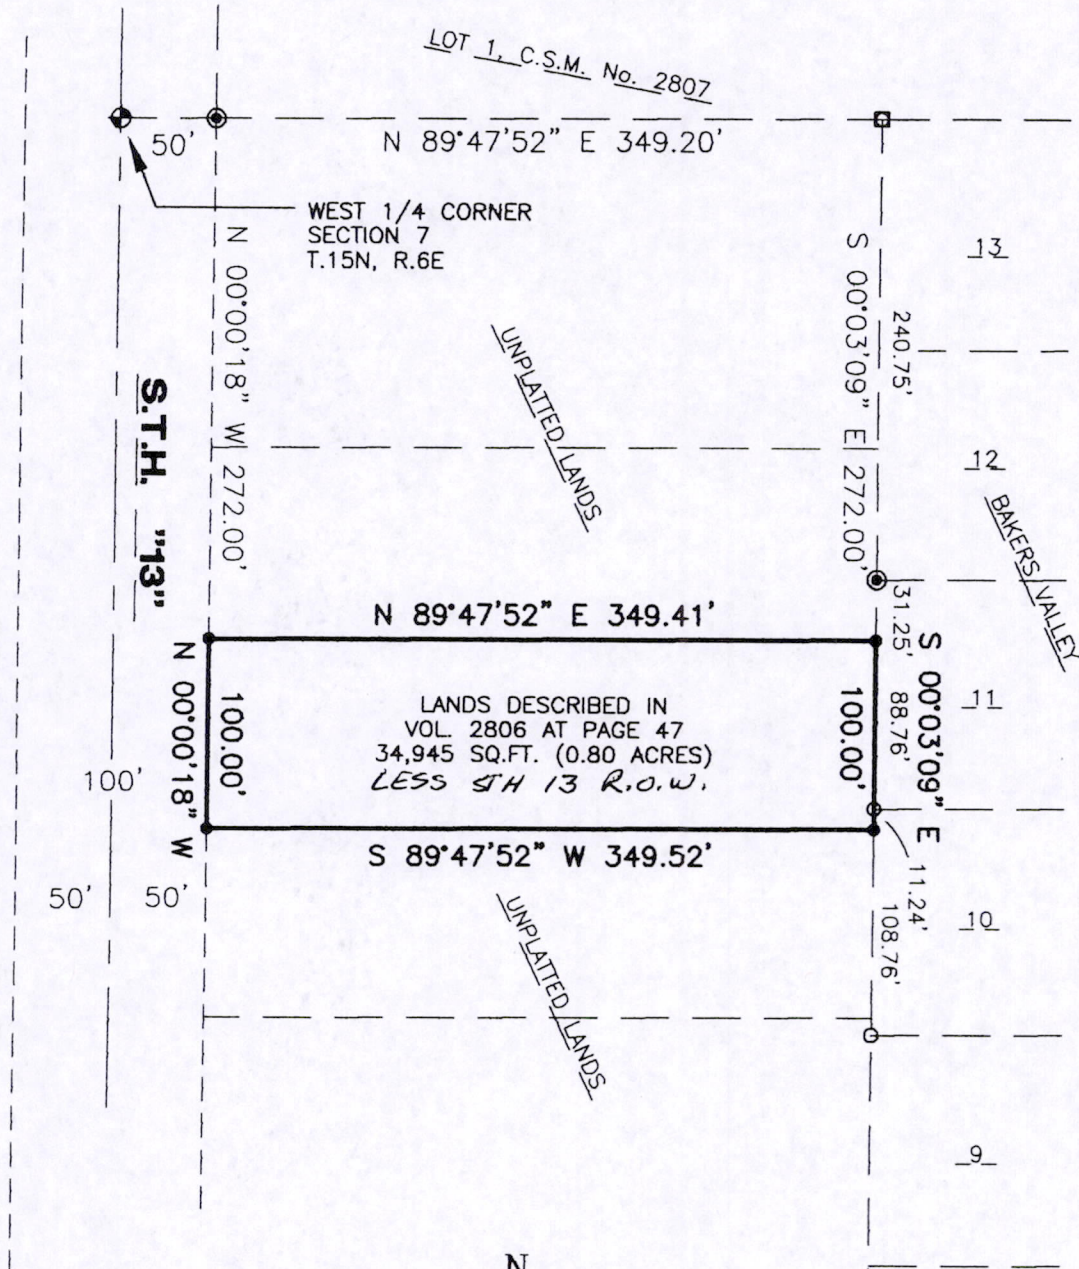 LOT 1, C.S.M. No. 2807
50'
N 89°47'52" E 349.20'
WEST 1/4 CORNER
SECTION 7
T.15N, R.6E
N 00°00'18" W 272.00'
S 00°03'09" E 272.00'
240.75'
13
UNPLATTED LANDS
S.T.H. "13"
12
BAKERS VALLEY
N 89°47'52" E 349.41'
31.25'
N 00°00'18" W
100.00'
LANDS DESCRIBED IN
VOL. 2806 AT PAGE 47
34,945 SQ.FT. (0.80 ACRES)
LESS STH 13 R.O.W.
100.00'
88.76'
S 00°03'09" E
11
100'
S 89°47'52" W 349.52'
50'
50'
11.24'
108.76'
10
UNPLATTED LANDS
9
N